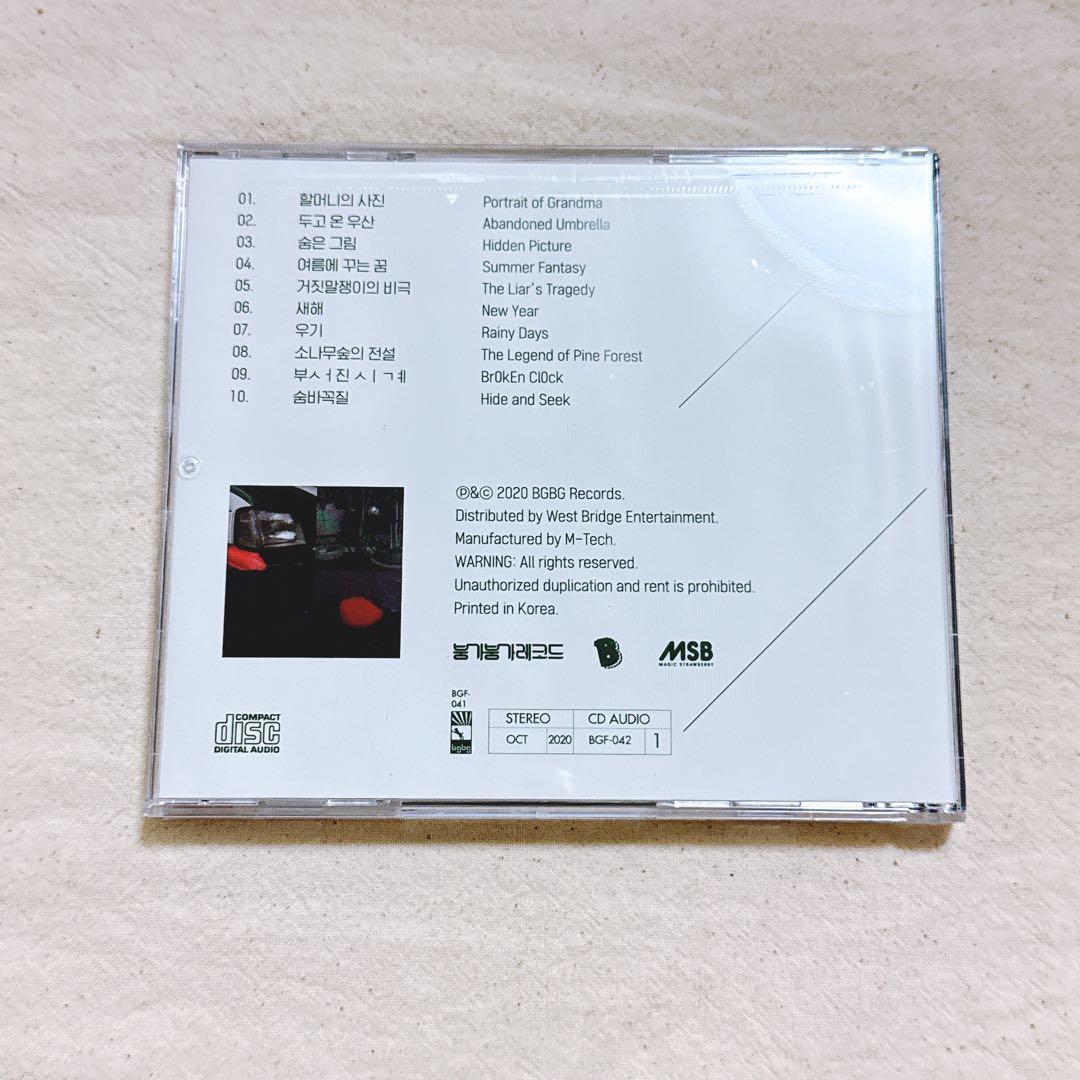 01. 할머니의 사진 Portrait of Grandma
02. 두고 온 우산 Abandoned Umbrella
03. 숨은 그림 Hidden Picture
04. 여름에 꾸는 꿈 Summer Fantasy
05. 거짓말쟁이의 비극 The Liar's Tragedy
06. 새해 New Year
07. 우기 Rainy Days
08. 소나무숲의 전설 The Legend of Pine Forest
09. 부ㅅㅓ진 ㅅㅣㄱㅖ Br0kEn Cl0ck
10. 숨바꼭질 Hide and Seek
℗&© 2020 BGBG Records.
Distributed by West Bridge Entertainment.
Manufactured by M-Tech.
WARNING: All rights reserved.
Unauthorized duplication and rent is prohibited.
Printed in Korea.
붕가붕가레코드 B MSB
MAGIC STRAWBERRY
COMPACT
disc
DIGITAL AUDIO
BGF-
041
bgbg
STEREO CD AUDIO
OCT 2020 BGF-042 1